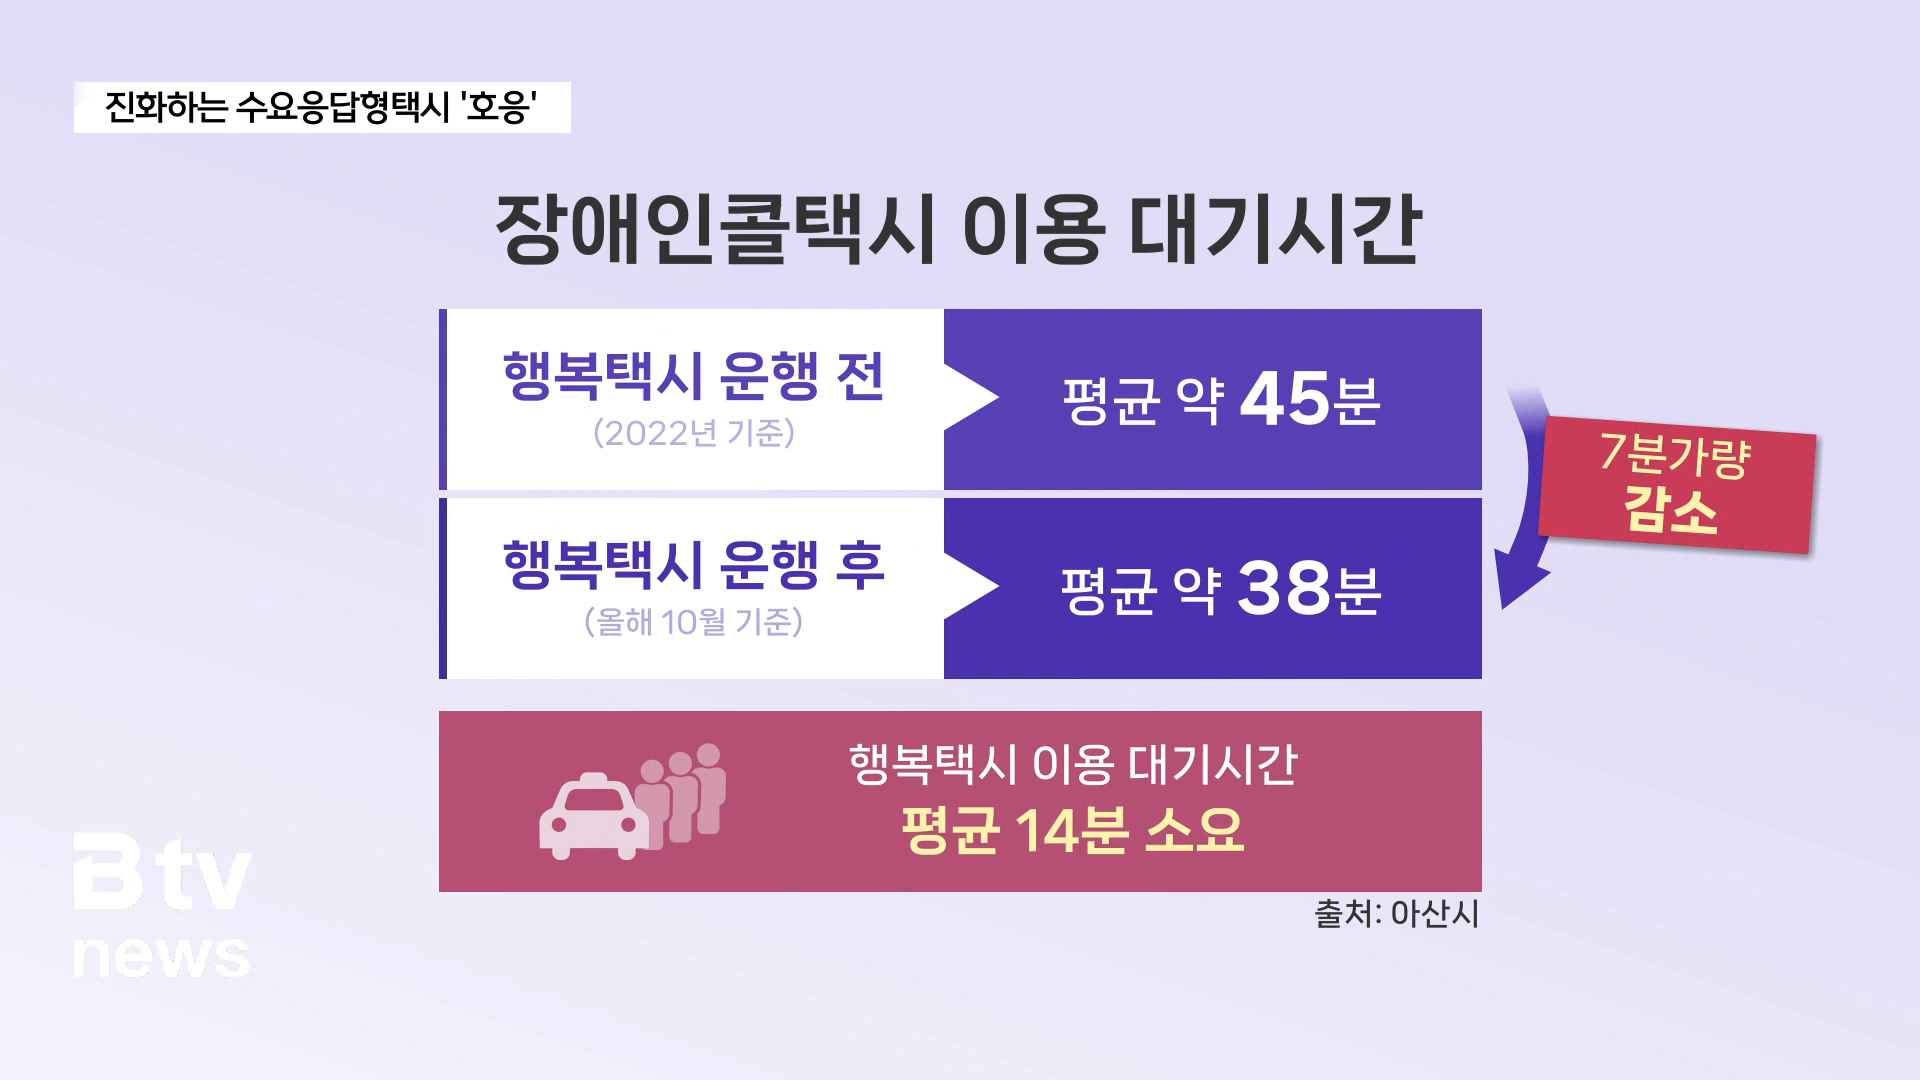 진화하는 수요응답형택시 '호응'
장애인콜택시 이용 대기시간
행복택시 운행 전
(2022년 기준)
평균 약 45분
7분가량
감소
행복택시 운행 후
(올해 10월 기준)
평균 약 38분
행복택시 이용 대기시간
평균 14분 소요
출처: 아산시
B tv
news